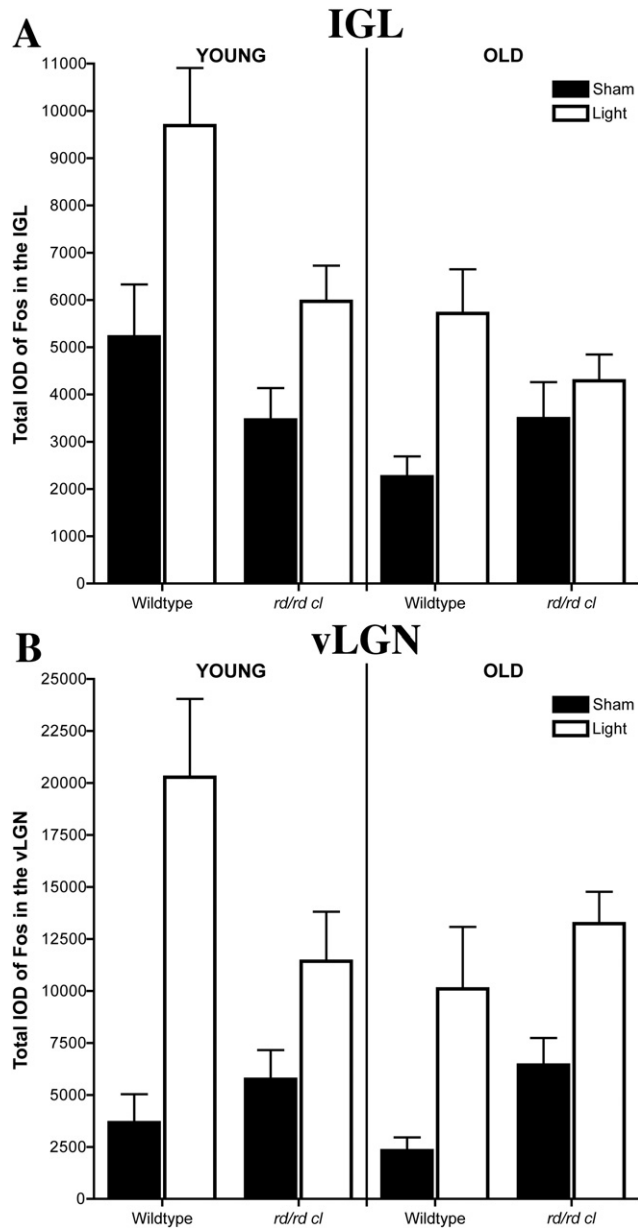 A
IGL
YOUNG
OLD
Sham
Light
Total IOD of Fos in the IGL
11000
10000
9000
8000
7000
6000
5000
4000
3000
2000
1000
0
Wildtype
rd/rd cl
Wildtype
rd/rd cl
B
vLGN
YOUNG
OLD
Sham
Light
Total IOD of Fos in the vLGN
25000
22500
20000
17500
15000
12500
10000
7500
5000
2500
0
Wildtype
rd/rd cl
Wildtype
rd/rd cl